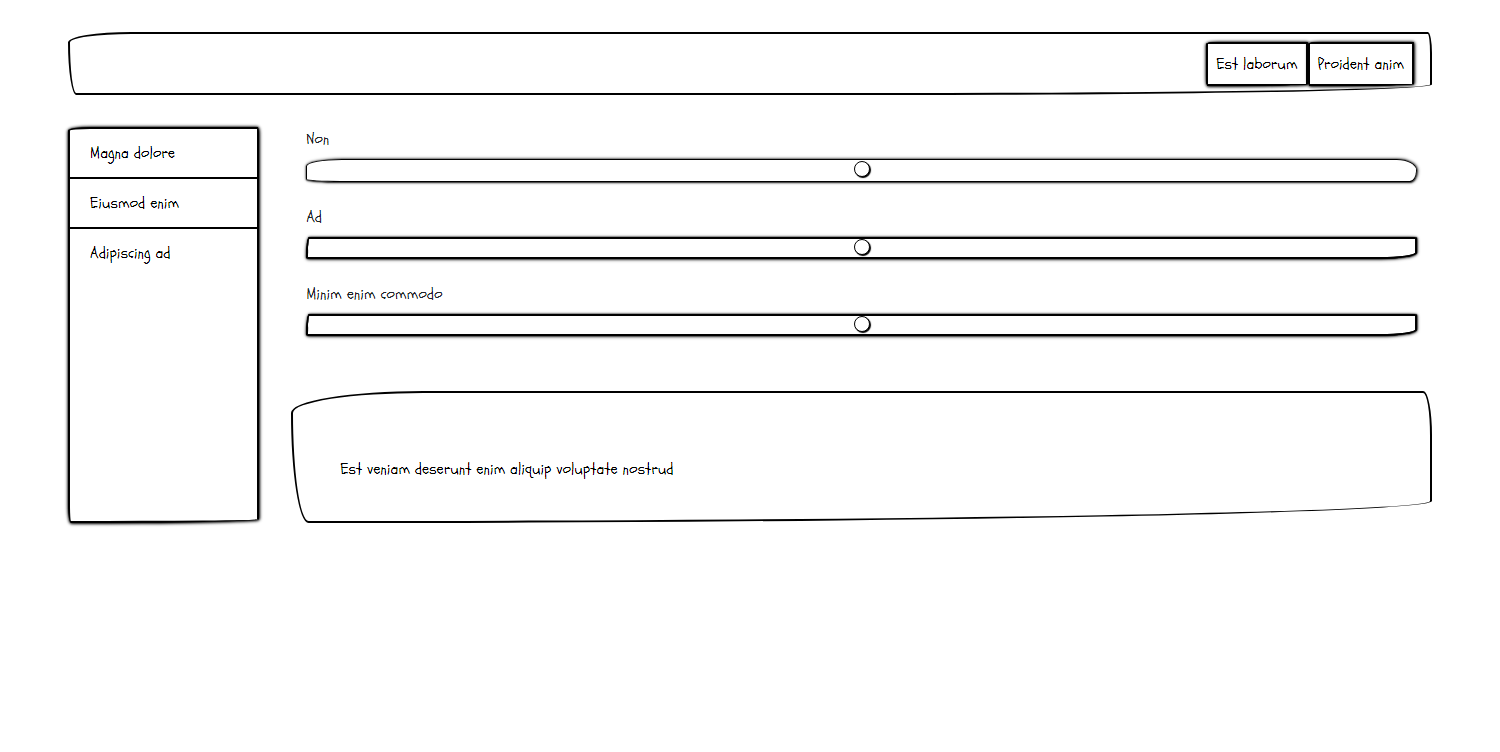 Est laborum
Proident anim
Magna dolore
Eiusmod enim
Adipiscing ad
Non
Ad
Minim enim commodo
Est veniam deserunt enim aliquip voluptate nostrud